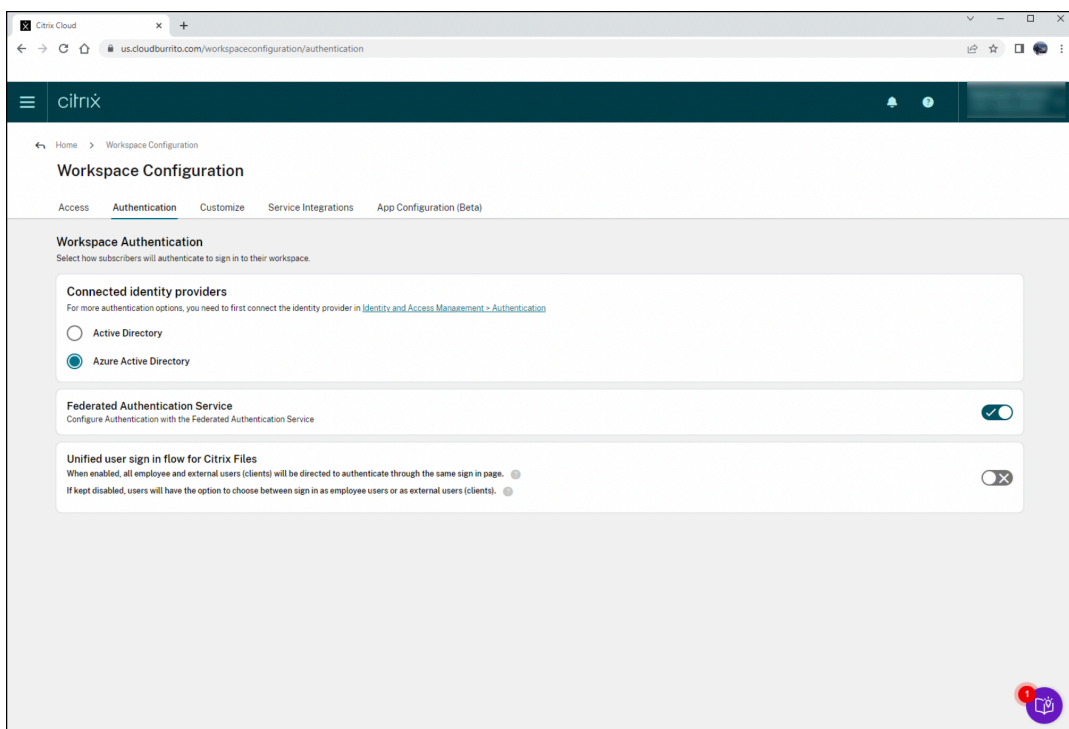 Citrix Cloud
us.cloudburrito.com/workspaceconfiguration/authentication
citrix
Home > Workspace Configuration
Workspace Configuration
Access Authentication Customize Service Integrations App Configuration (Beta)
Workspace Authentication
Select how subscribers will authenticate to sign in to their workspace.
Connected identity providers
For more authentication options, you need to first connect the identity provider in Identity and Access Management > Authentication
Active Directory
Azure Active Directory
Federated Authentication Service
Configure Authentication with the Federated Authentication Service
Unified user sign in flow for Citrix Files
When enabled, all employee and external users (clients) will be directed to authenticate through the same sign in page. ?
If kept disabled, users will have the option to choose between sign in as employee users or as external users (clients). ?
1